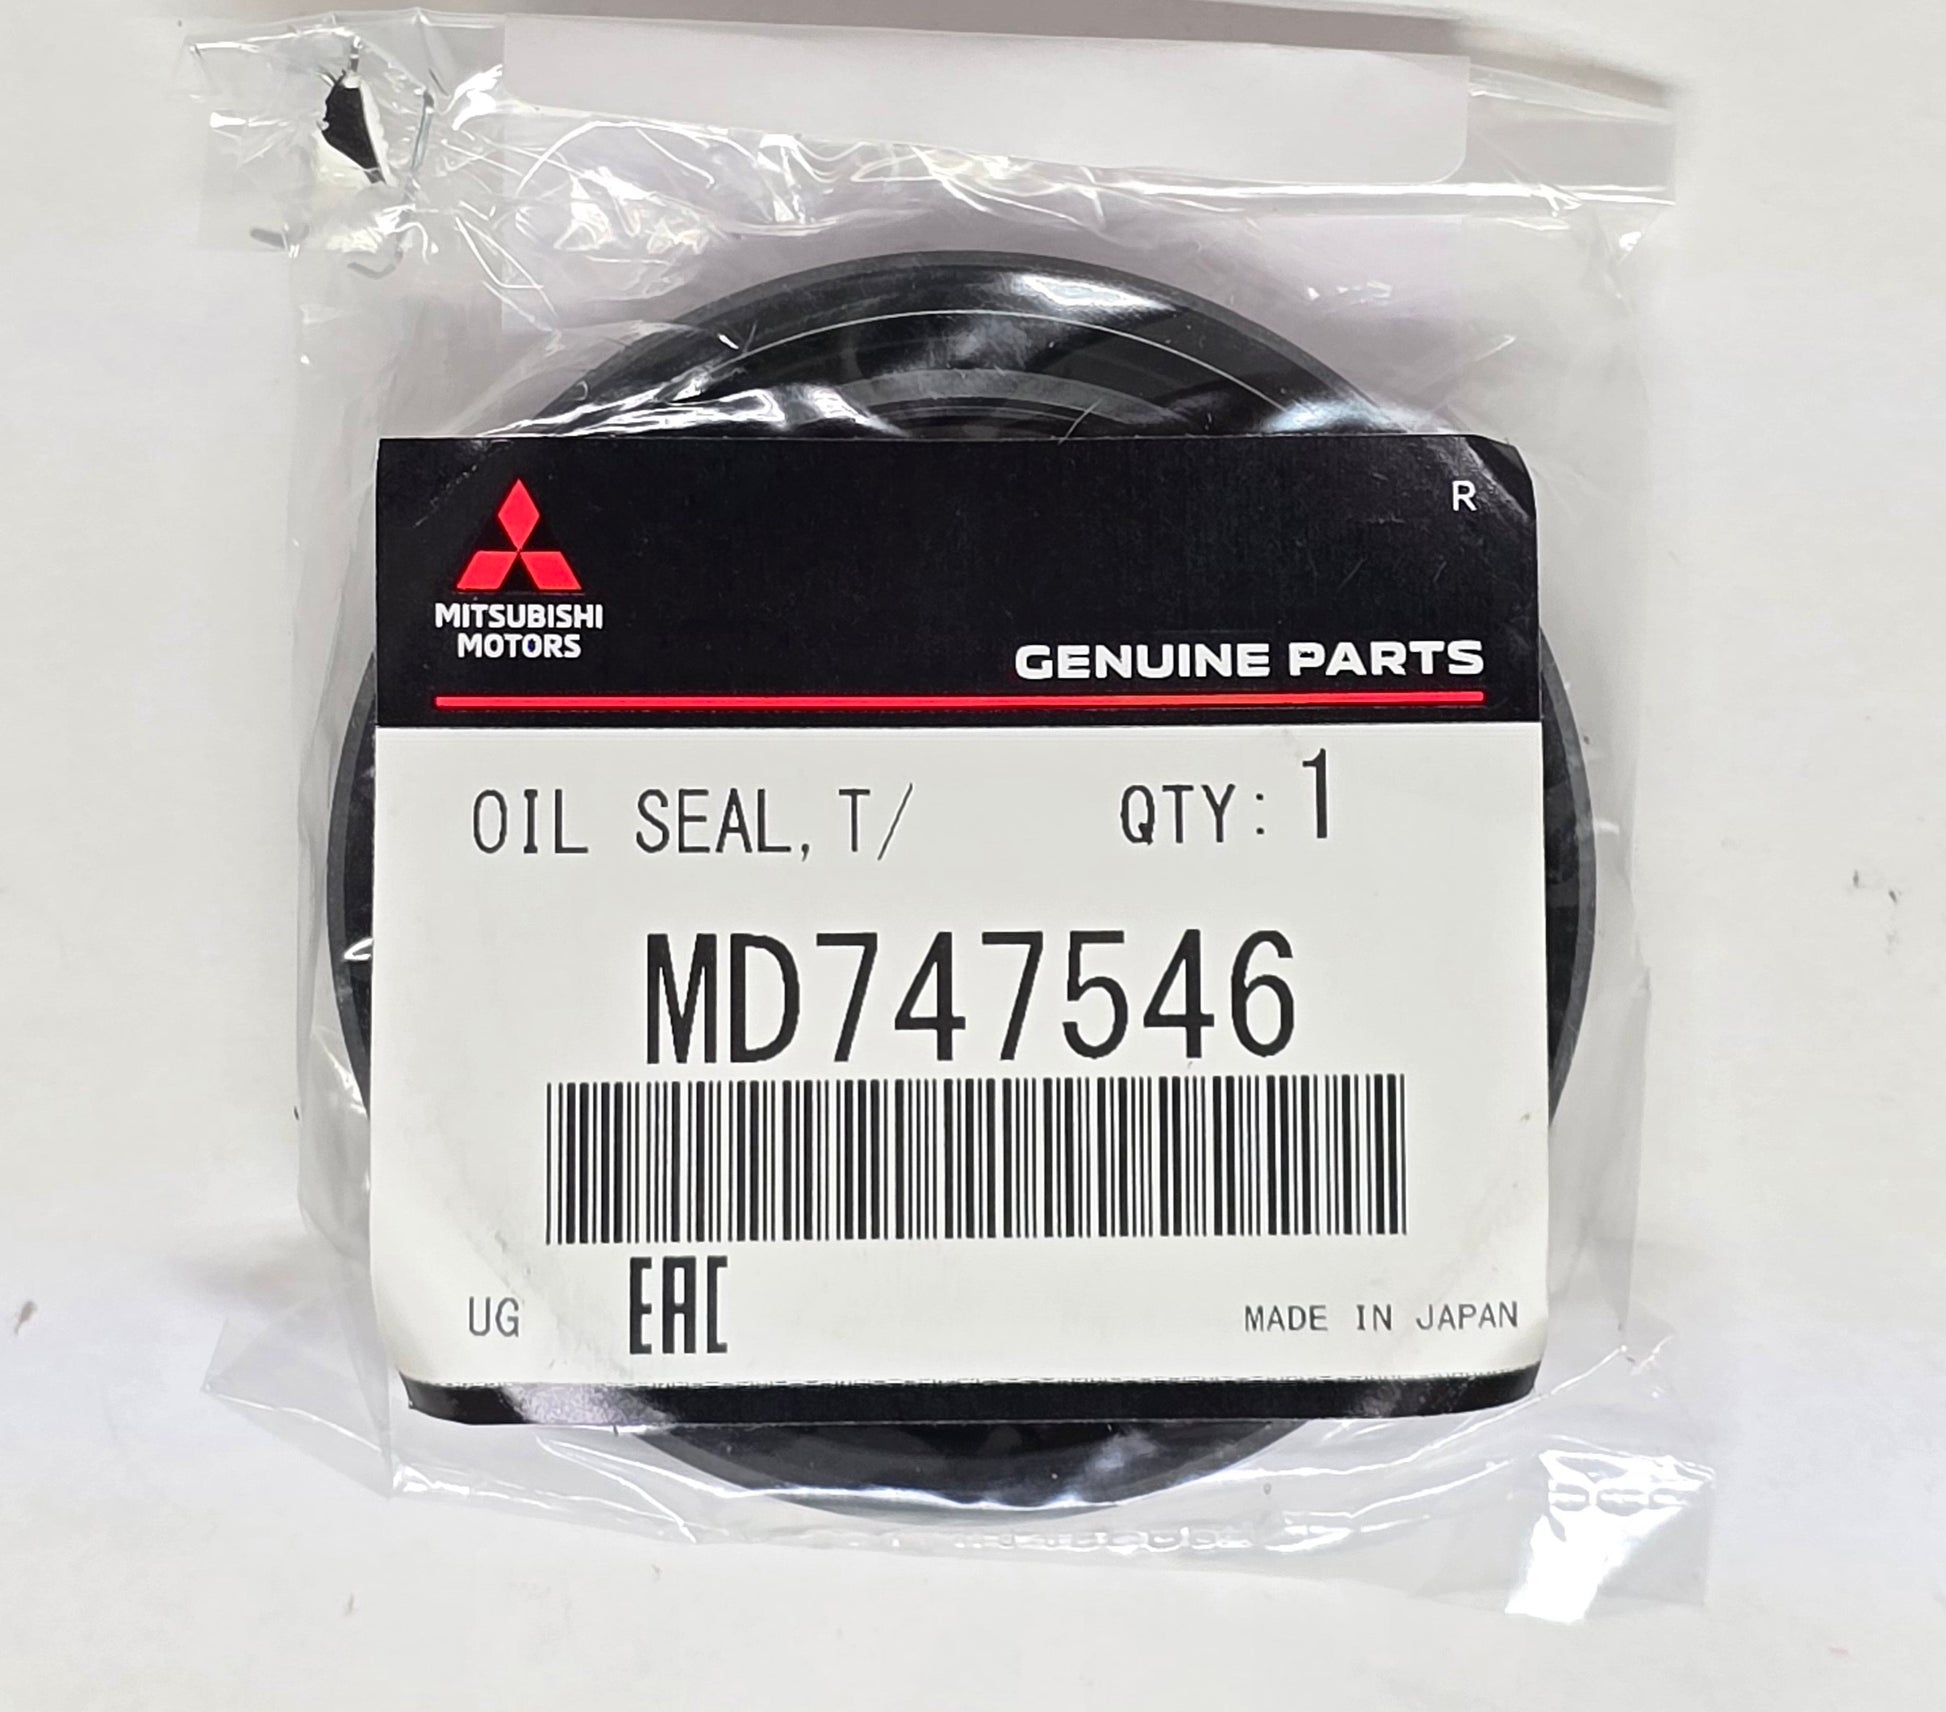 R
MITSUBISHI
MOTORS
GENUINE PARTS
OIL SEAL, T/ QTY: 1
MD747546
UG EAC MADE IN JAPAN